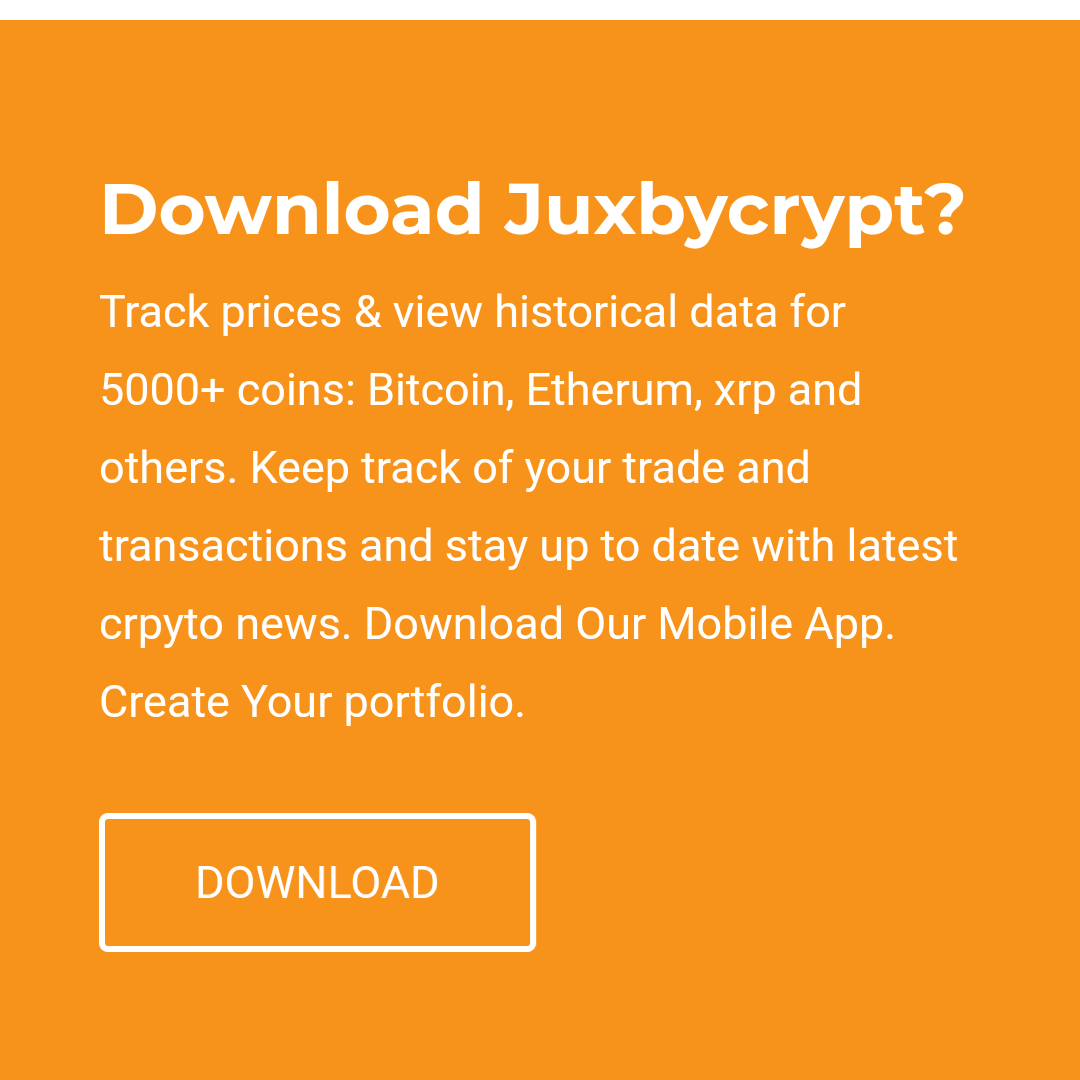 Download Juxbycrypt?
Track prices & view historical data for
5000+ coins: Bitcoin, Etherum, xrp and
others. Keep track of your trade and
transactions and stay up to date with latest
crpyto news. Download Our Mobile App.
Create Your portfolio.
DOWNLOAD